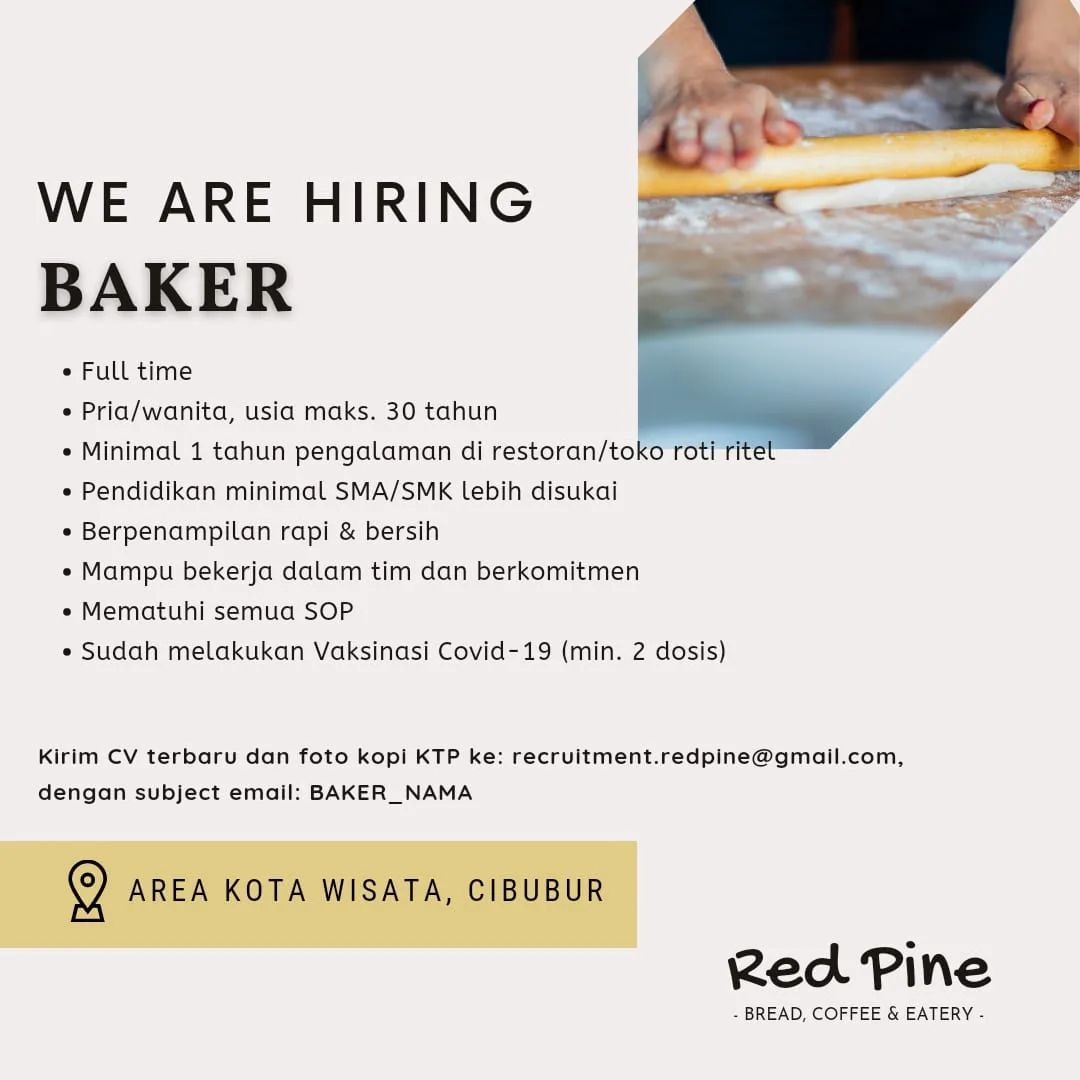 WE ARE HIRING
BAKER
• Full time
• Pria/wanita, usia maks. 30 tahun
• Minimal 1 tahun pengalaman di restoran/toko roti ritel
• Pendidikan minimal SMA/SMK lebih disukai
• Berpenampilan rapi & bersih
• Mampu bekerja dalam tim dan berkomitmen
• Mematuhi semua SOP
• Sudah melakukan Vaksinasi Covid-19 (min. 2 dosis)
Kirim CV terbaru dan foto kopi KTP ke: recruitment.redpine@gmail.com,
dengan subject email: BAKER_NAMA
AREA KOTA WISATA, CIBUBUR
Red Pine
- BREAD, COFFEE & EATERY -